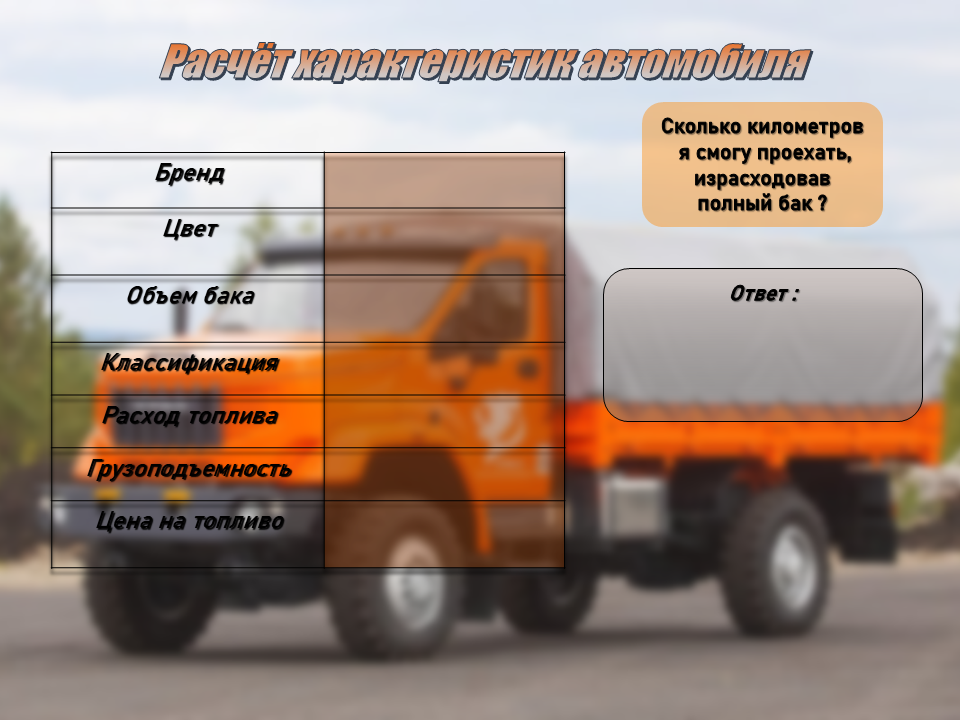 Расчёт характеристик автомобиля
Сколько километров
я смогу проехать,
израсходовав
полный бак ?
Бренд
Цвет
Объем бака
Классификация
Расход топлива
Грузоподъемность
Цена на топливо
Ответ :